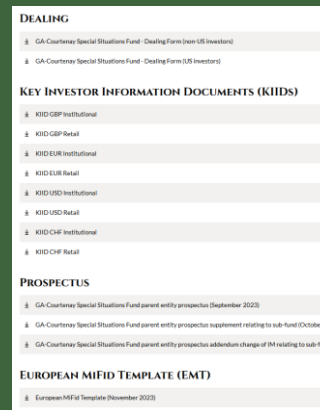 DEALING
GA-Courtenay Special Situations Fund - Dealing Form (non-US investors)
GA-Courtenay Special Situations Fund - Dealing Form (US investors)
KEY INVESTOR INFORMATION DOCUMENTS (KIIDS)
KIID GBP Institutional
KIID GBP Retail
KIID EUR Institutional
KIID EUR Retail
KIID USD Institutional
KIID USD Retail
KIID CHF Institutional
KIID CHF Retail
PROSPECTUS
GA-Courtenay Special Situations Fund parent entity prospectus (September 2023)
GA-Courtenay Special Situations Fund parent entity prospectus supplement relating to sub-fund (Octobe
GA-Courtenay Special Situations Fund parent entity prospectus addendum change of IM relating to sub-f
EUROPEAN MIFID TEMPLATE (EMT)
European MiFid Template (November 2023)